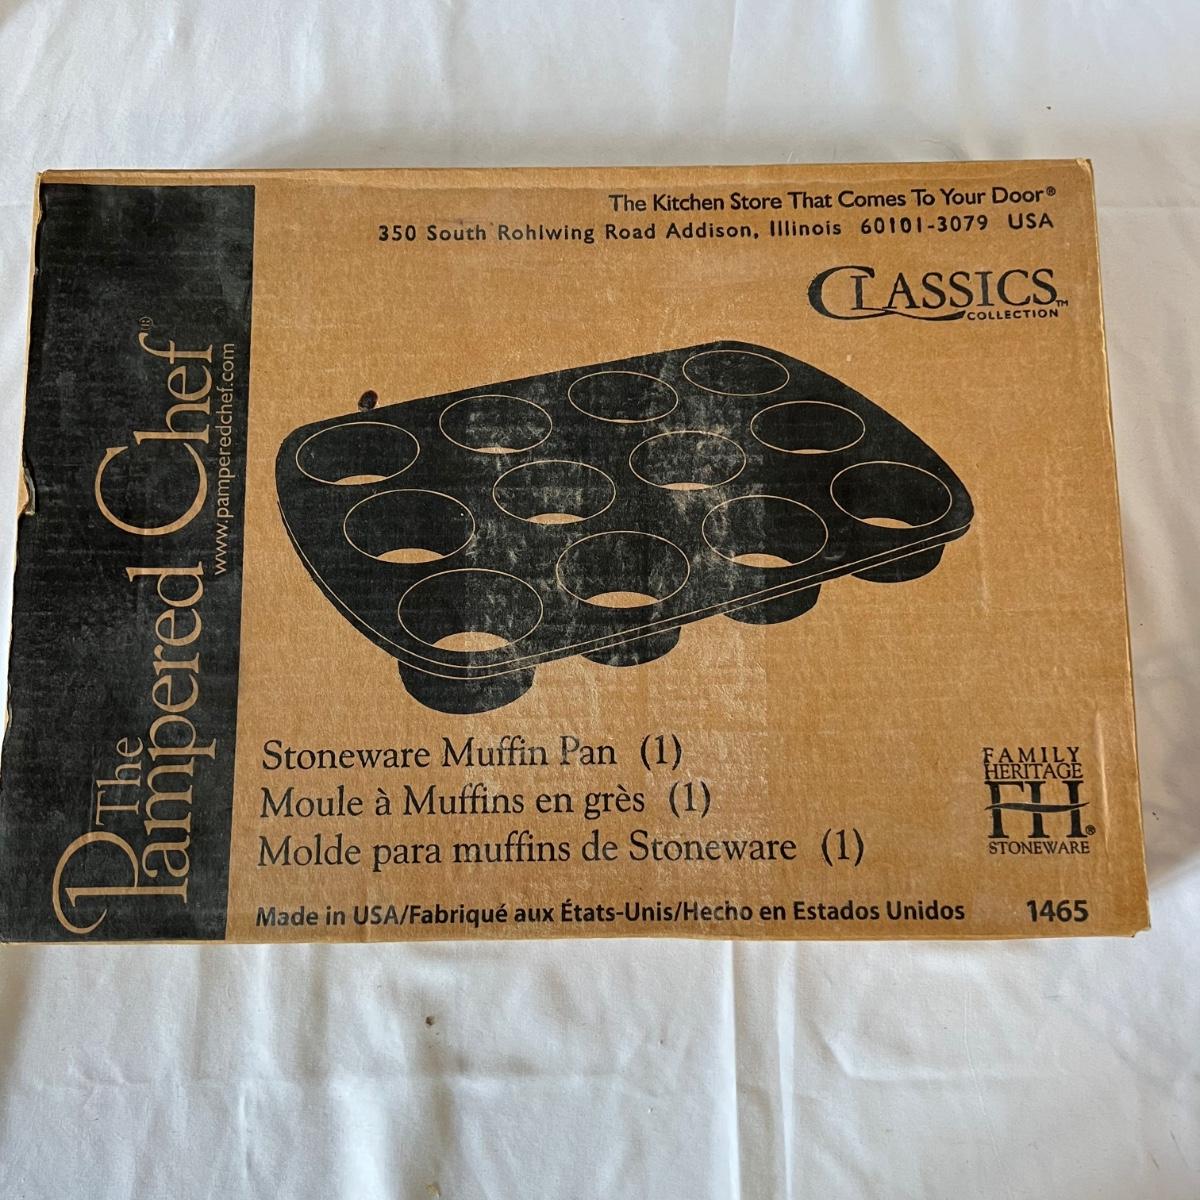 The Kitchen Store That Comes To Your Door®
350 South Rohlwing Road Addison, Illinois 60101-3079 USA
CLASSICS™
COLLECTION
The
Pampered Chef®
www.pamperedchef.com
Stoneware Muffin Pan (1)
Moule à Muffins en grès (1)
Molde para muffins de Stoneware (1)
FAMILY
HERITAGE
FH®
STONEWARE
Made in USA/Fabriqué aux États-Unis/Hecho en Estados Unidos 1465